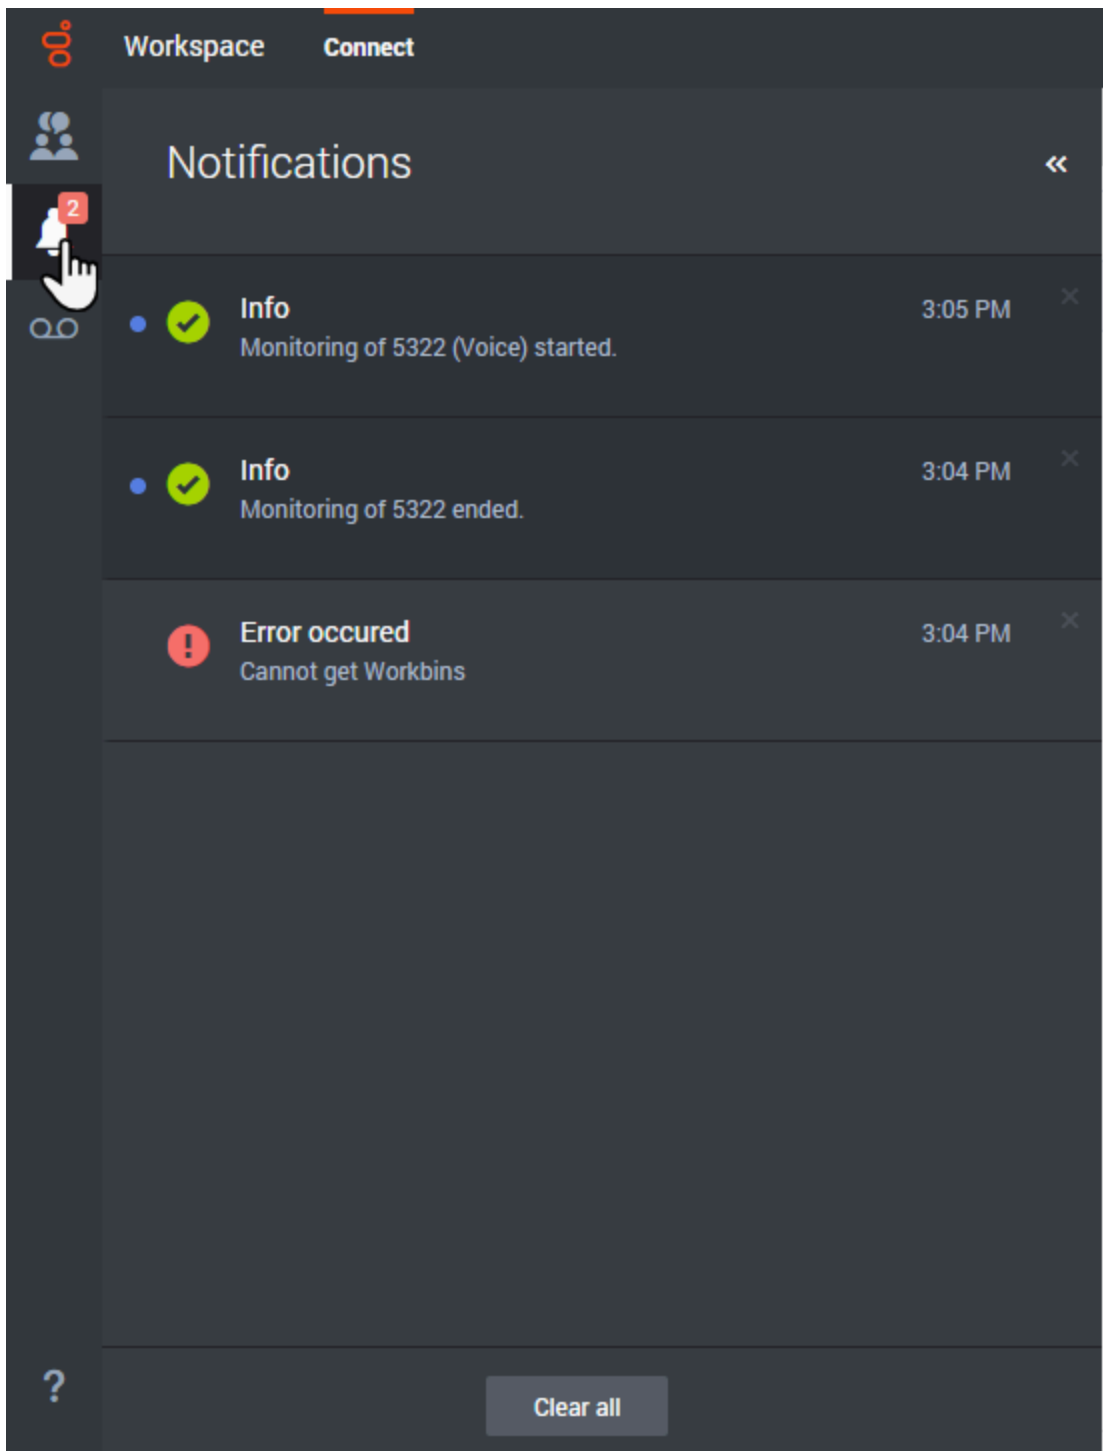 Workspace Connect
Notifications
2
Info 3:05 PM
Monitoring of 5322 (Voice) started.
Info 3:04 PM
Monitoring of 5322 ended.
Error occured 3:04 PM
Cannot get Workbins
?
Clear all